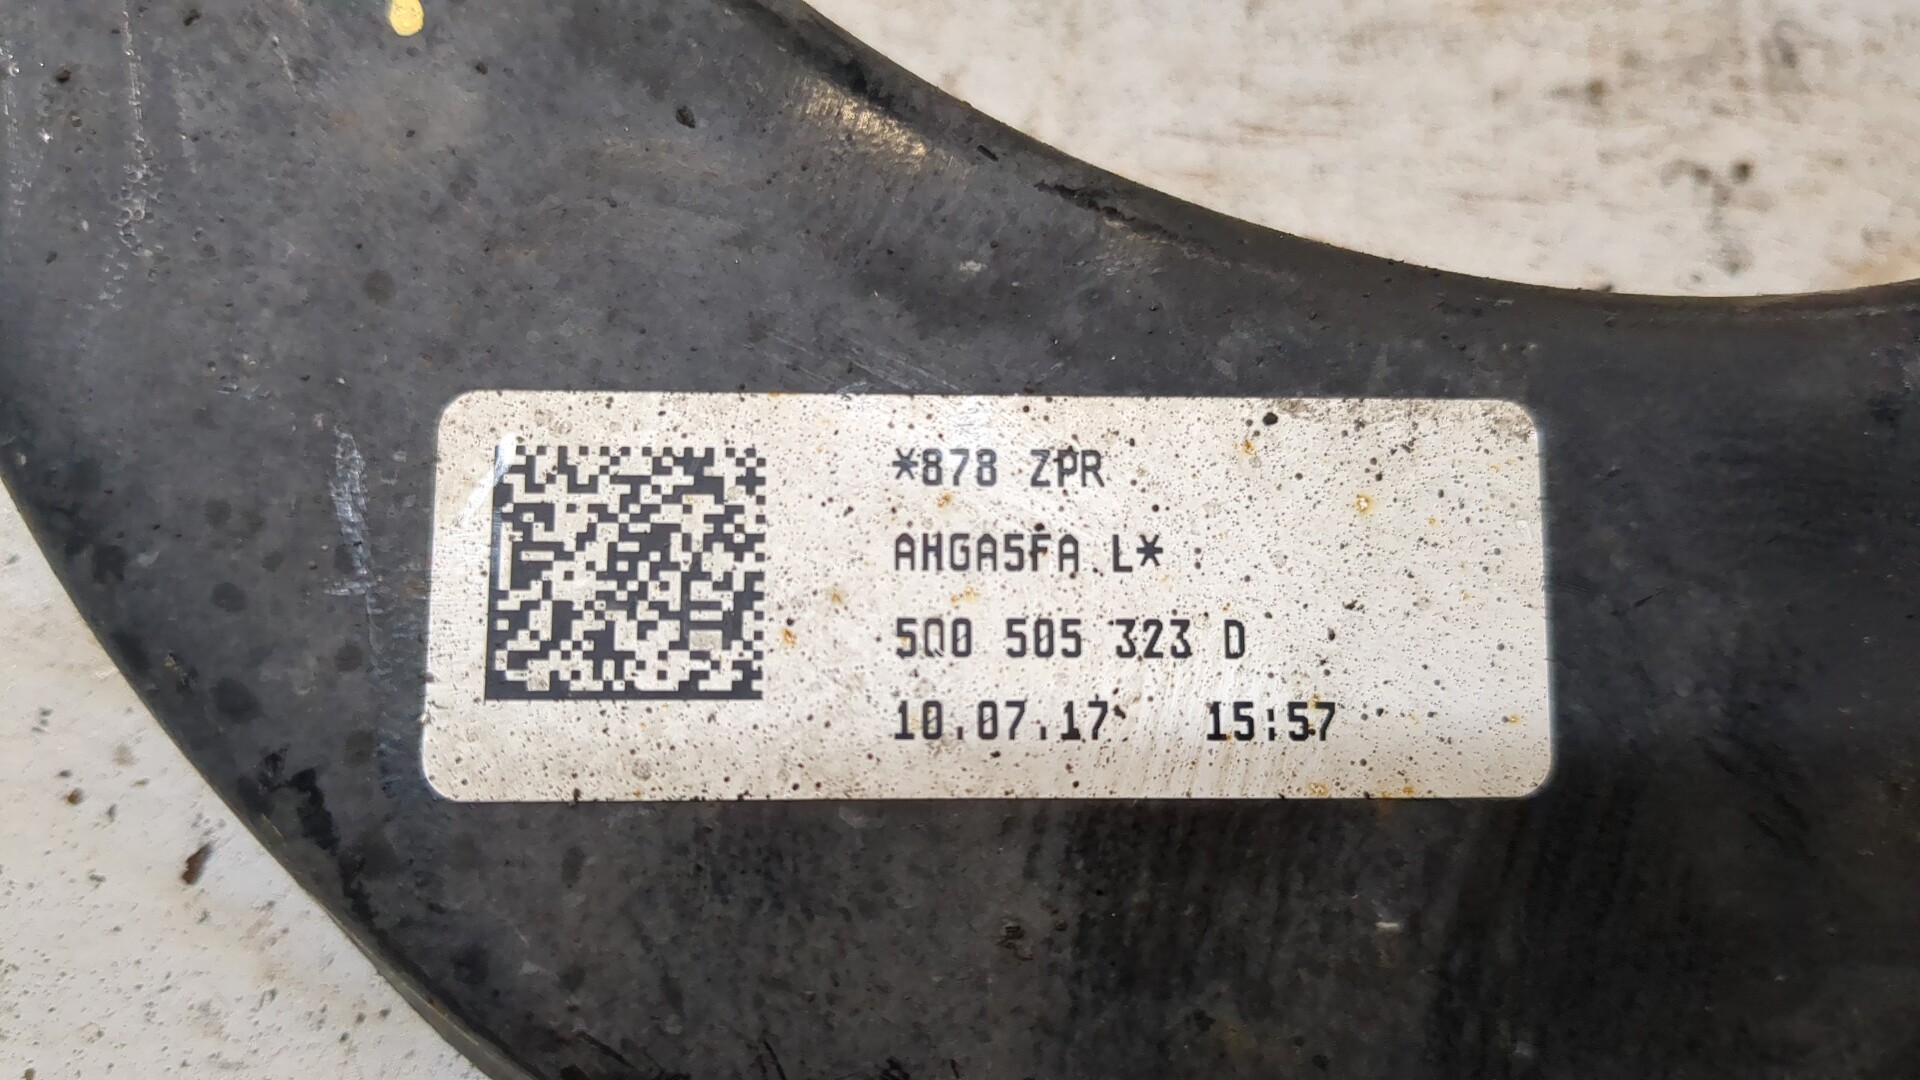 *878 ZPR
AHGA5FA L*
5Q0 505 323 D
10.07.17 15:57